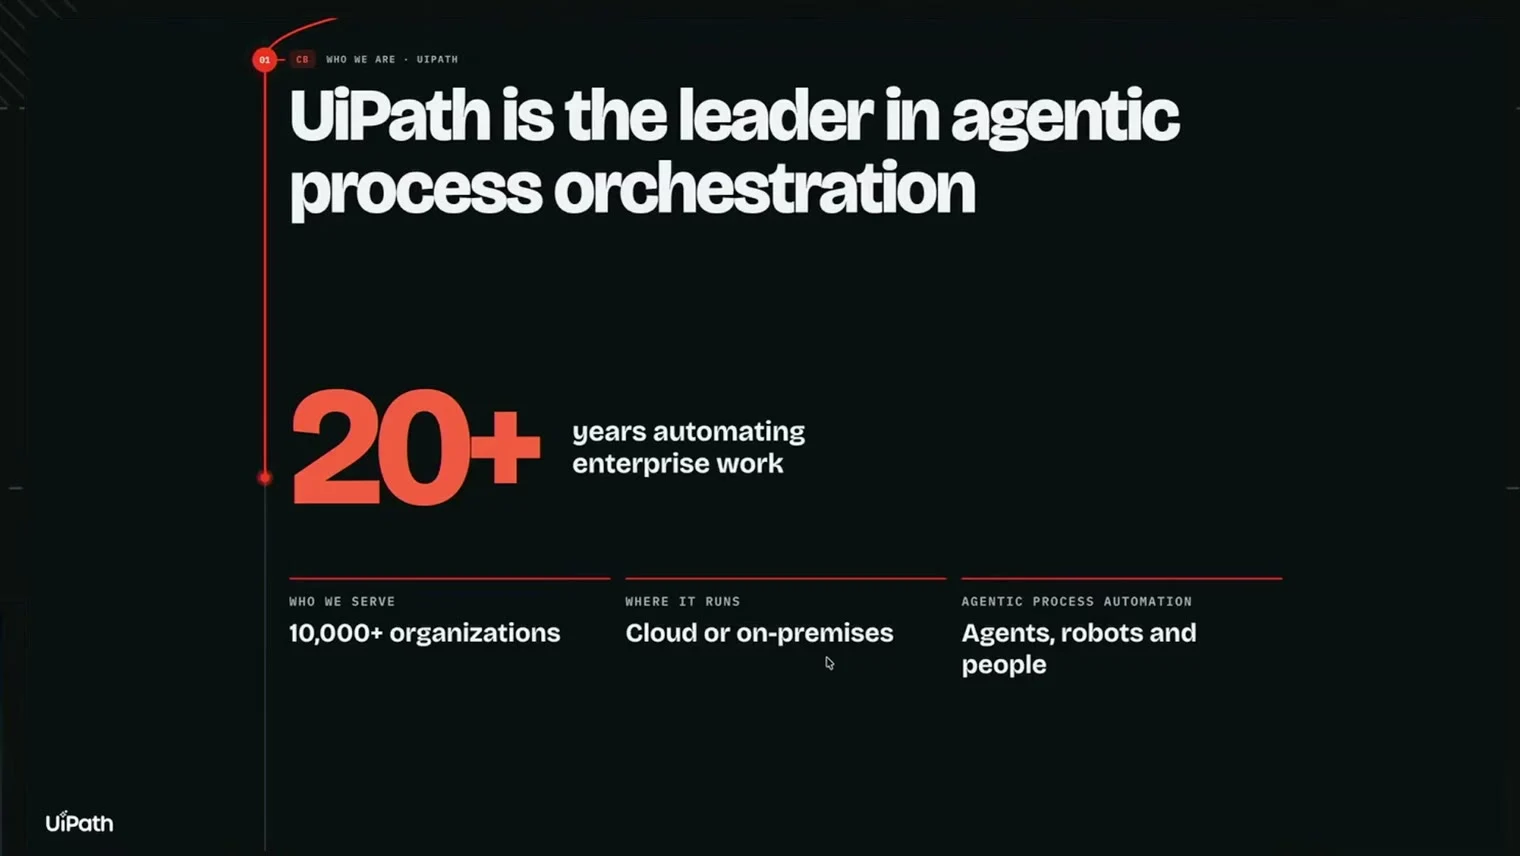 01 CB WHO WE ARE · UIPATH
UiPath is the leader in agentic
process orchestration
20+
years automating
enterprise work
WHO WE SERVE
10,000+ organizations
WHERE IT RUNS
Cloud or on-premises
AGENTIC PROCESS AUTOMATION
Agents, robots and
people
UiPath